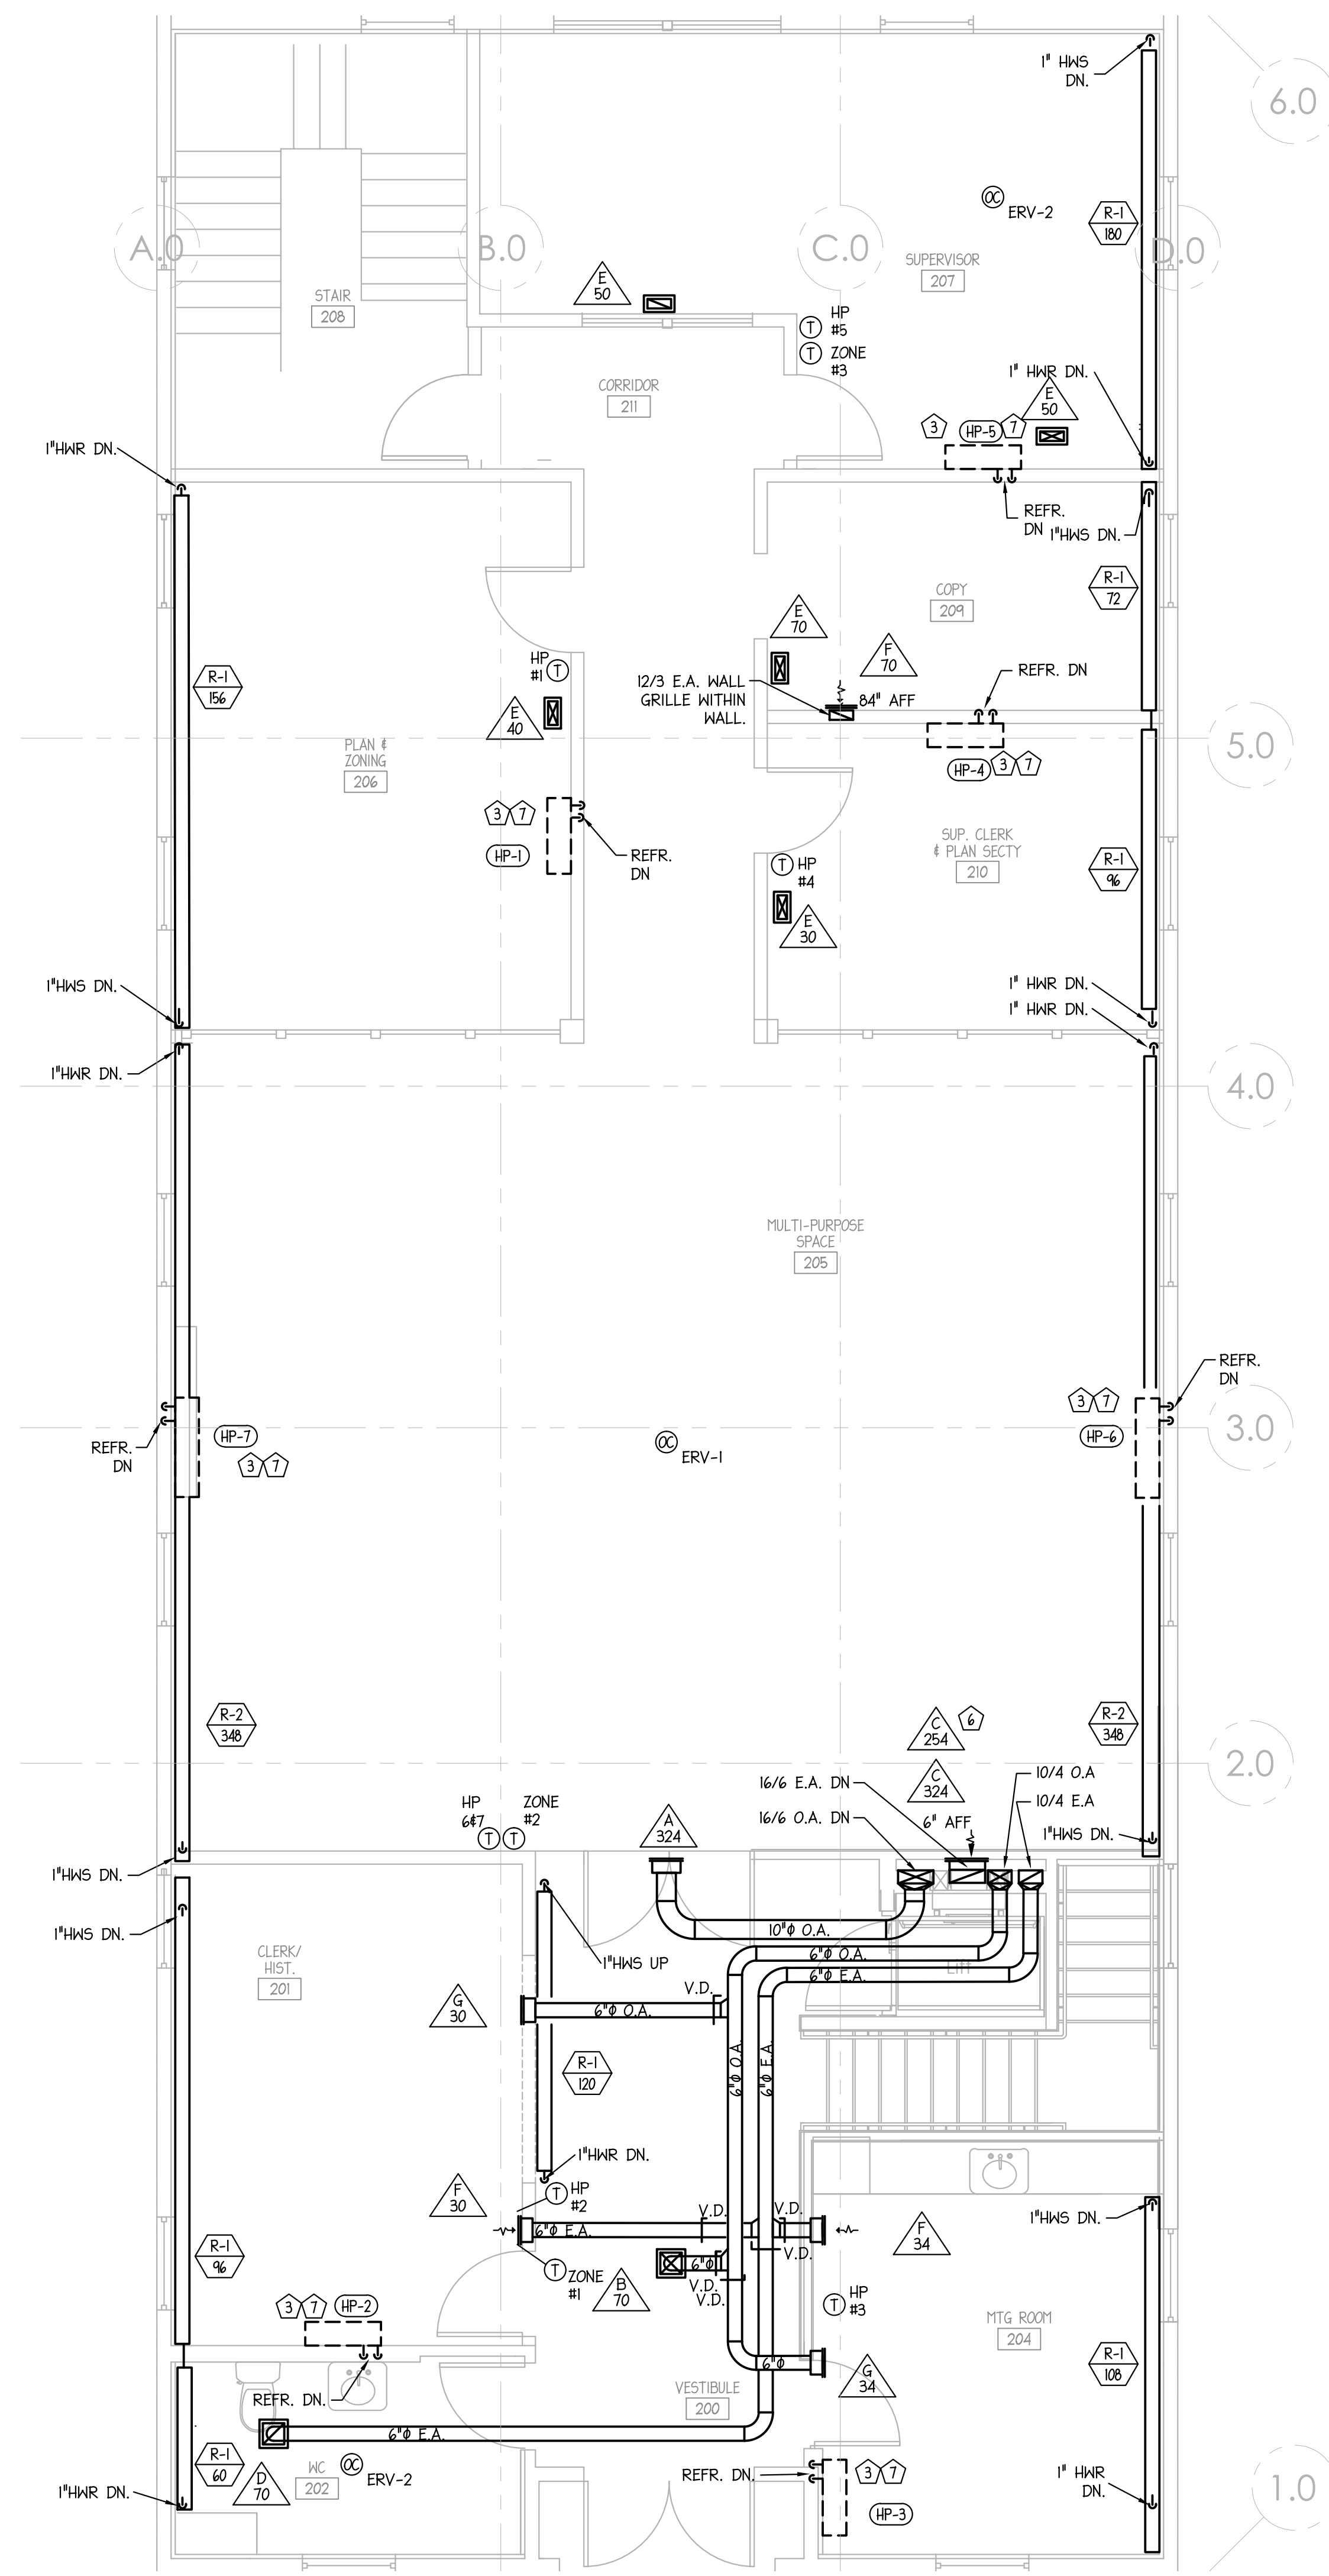 1" HWS
DN.
6.0
ERV-2
OC
R-1
180
A.0
B.0
C.0
D.0
SUPERVISOR
207
E
50
STAIR
208
HP
#5
T
ZONE
#3
T
1" HWR DN.
CORRIDOR
211
E
50
3
HP-5
7
1"HWR DN.
REFR.
DN
1"HWS DN.
COPY
209
R-1
72
E
70
F
70
HP
#1
T
R-1
156
12/3 E.A. WALL
GRILLE WITHIN
WALL.
84" AFF
REFR. DN
E
40
PLAN &
ZONING
206
5.0
HP-4
3
7
3
7
HP-1
REFR.
DN
SUP. CLERK
& PLAN SECTY
210
T
HP
#4
R-1
96
E
30
1"HWS DN.
1" HWR DN.
1" HWR DN.
1"HWR DN.
4.0
MULTI-PURPOSE
SPACE
205
REFR.
DN
3
7
HP-6
3.0
HP-7
REFR.
DN
3
7
OC
ERV-1
R-2
348
C
254
6
R-2
348
2.0
C
324
16/6 E.A. DN
10/4 O.A
10/4 E.A
16/6 O.A. DN
6" AFF
HP
6&7
ZONE
#2
T
T
A
324
1"HWS DN.
1"HWS DN.
1"HWS DN.
10"ϕ O.A.
CLERK/
HIST.
201
6"ϕ O.A.
1"HWS UP
Lift
6"ϕ E.A.
V.D.
G
30
6"ϕ O.A.
6"ϕ O.A.
6"ϕ E.A.
R-1
120
1"HWR DN.
F
30
T
HP
#2
V.D.
V.D.
1"HWS DN.
6"ϕ E.A.
F
34
R-1
96
V.D.
T
ZONE
#1
6"ϕ
B
70
V.D.
V.D.
3
7
HP-2
T
HP
#3
MTG ROOM
204
R-1
108
6"ϕ
G
34
VESTIBULE
200
REFR. DN.
6"ϕ E.A.
R-1
60
D
70
WC
202
OC
ERV-2
REFR. DN.
3
7
1" HWR
DN.
1"HWR DN.
HP-3
1.0